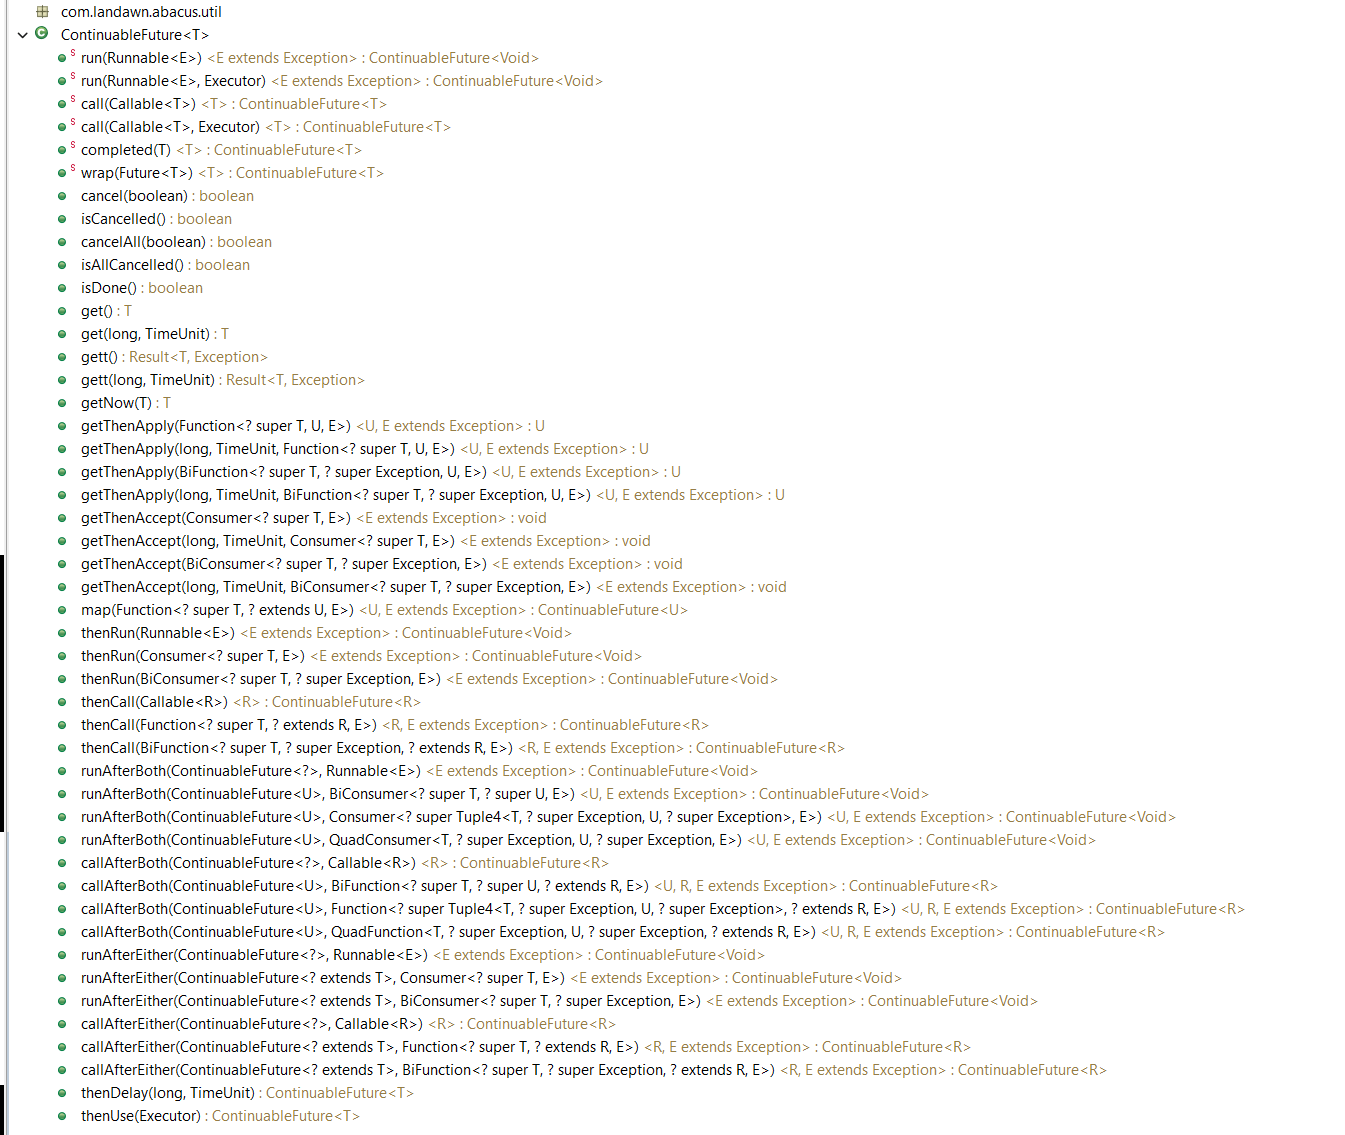 com.landawn.abacus.util
ContinuableFuture<T>
S run(Runnable<E>) <E extends Exception> : ContinuableFuture<Void>
S run(Runnable<E>, Executor) <E extends Exception> : ContinuableFuture<Void>
S call(Callable<T>) <T> : ContinuableFuture<T>
S call(Callable<T>, Executor) <T> : ContinuableFuture<T>
S completed(T) <T> : ContinuableFuture<T>
S wrap(Future<T>) <T> : ContinuableFuture<T>
cancel(boolean) : boolean
isCancelled() : boolean
cancelAll(boolean) : boolean
isAllCancelled() : boolean
isDone() : boolean
get() : T
get(long, TimeUnit) : T
gett() : Result<T, Exception>
gett(long, TimeUnit) : Result<T, Exception>
getNow(T) : T
getThenApply(Function<? super T, U, E>) <U, E extends Exception> : U
getThenApply(long, TimeUnit, Function<? super T, U, E>) <U, E extends Exception> : U
getThenApply(BiFunction<? super T, ? super Exception, U, E>) <U, E extends Exception> : U
getThenApply(long, TimeUnit, BiFunction<? super T, ? super Exception, U, E>) <U, E extends Exception> : U
getThenAccept(Consumer<? super T, E>) <E extends Exception> : void
getThenAccept(long, TimeUnit, Consumer<? super T, E>) <E extends Exception> : void
getThenAccept(BiConsumer<? super T, ? super Exception, E>) <E extends Exception> : void
getThenAccept(long, TimeUnit, BiConsumer<? super T, ? super Exception, E>) <E extends Exception> : void
map(Function<? super T, ? extends U, E>) <U, E extends Exception> : ContinuableFuture<U>
thenRun(Runnable<E>) <E extends Exception> : ContinuableFuture<Void>
thenRun(Consumer<? super T, E>) <E extends Exception> : ContinuableFuture<Void>
thenRun(BiConsumer<? super T, ? super Exception, E>) <E extends Exception> : ContinuableFuture<Void>
thenCall(Callable<R>) <R> : ContinuableFuture<R>
thenCall(Function<? super T, ? extends R, E>) <R, E extends Exception> : ContinuableFuture<R>
thenCall(BiFunction<? super T, ? super Exception, ? extends R, E>) <R, E extends Exception> : ContinuableFuture<R>
runAfterBoth(ContinuableFuture<?>, Runnable<E>) <E extends Exception> : ContinuableFuture<Void>
runAfterBoth(ContinuableFuture<U>, BiConsumer<? super T, ? super U, E>) <U, E extends Exception> : ContinuableFuture<Void>
runAfterBoth(ContinuableFuture<U>, Consumer<? super Tuple4<T, ? super Exception, U, ? super Exception>, E>) <U, E extends Exception> : ContinuableFuture<Void>
runAfterBoth(ContinuableFuture<U>, QuadConsumer<T, ? super Exception, U, ? super Exception, E>) <U, E extends Exception> : ContinuableFuture<Void>
callAfterBoth(ContinuableFuture<?>, Callable<R>) <R> : ContinuableFuture<R>
callAfterBoth(ContinuableFuture<U>, BiFunction<? super T, ? super U, ? extends R, E>) <U, R, E extends Exception> : ContinuableFuture<R>
callAfterBoth(ContinuableFuture<U>, Function<? super Tuple4<T, ? super Exception, U, ? super Exception>, ? extends R, E>) <U, R, E extends Exception> : ContinuableFuture<R>
callAfterBoth(ContinuableFuture<U>, QuadFunction<T, ? super Exception, U, ? super Exception, ? extends R, E>) <U, R, E extends Exception> : ContinuableFuture<R>
runAfterEither(ContinuableFuture<?>, Runnable<E>) <E extends Exception> : ContinuableFuture<Void>
runAfterEither(ContinuableFuture<? extends T>, Consumer<? super T, E>) <E extends Exception> : ContinuableFuture<Void>
runAfterEither(ContinuableFuture<? extends T>, BiConsumer<? super T, ? super Exception, E>) <E extends Exception> : ContinuableFuture<Void>
callAfterEither(ContinuableFuture<?>, Callable<R>) <R> : ContinuableFuture<R>
callAfterEither(ContinuableFuture<? extends T>, Function<? super T, ? extends R, E>) <R, E extends Exception> : ContinuableFuture<R>
callAfterEither(ContinuableFuture<? extends T>, BiFunction<? super T, ? super Exception, ? extends R, E>) <R, E extends Exception> : ContinuableFuture<R>
thenDelay(long, TimeUnit) : ContinuableFuture<T>
thenUse(Executor) : ContinuableFuture<T>